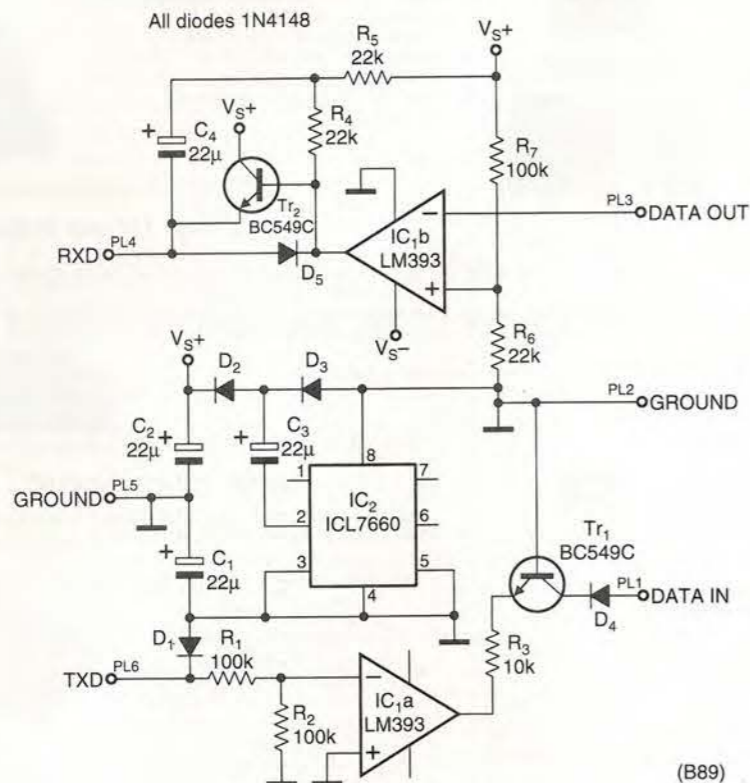 All diodes 1N4148
VS+
R5
22k
VS+
C4
22µ
+
R4
22k
R7
100k
Tr2
BC549C
PL3
DATA OUT
RXD
PL4
D5
−
IC1b
LM393
+
VS−
R6
22k
VS+
D2
D3
PL2
GROUND
C2
22µ
+
C3
22µ
+
8
1
7
IC2
ICL7660
2
6
GROUND
PL5
3
5
4
C1
22µ
+
Tr1
BC549C
PL1
DATA IN
D4
D1
R1
100k
R3
10k
TXD
PL6
−
IC1a
LM393
+
R2
100k
(B89)